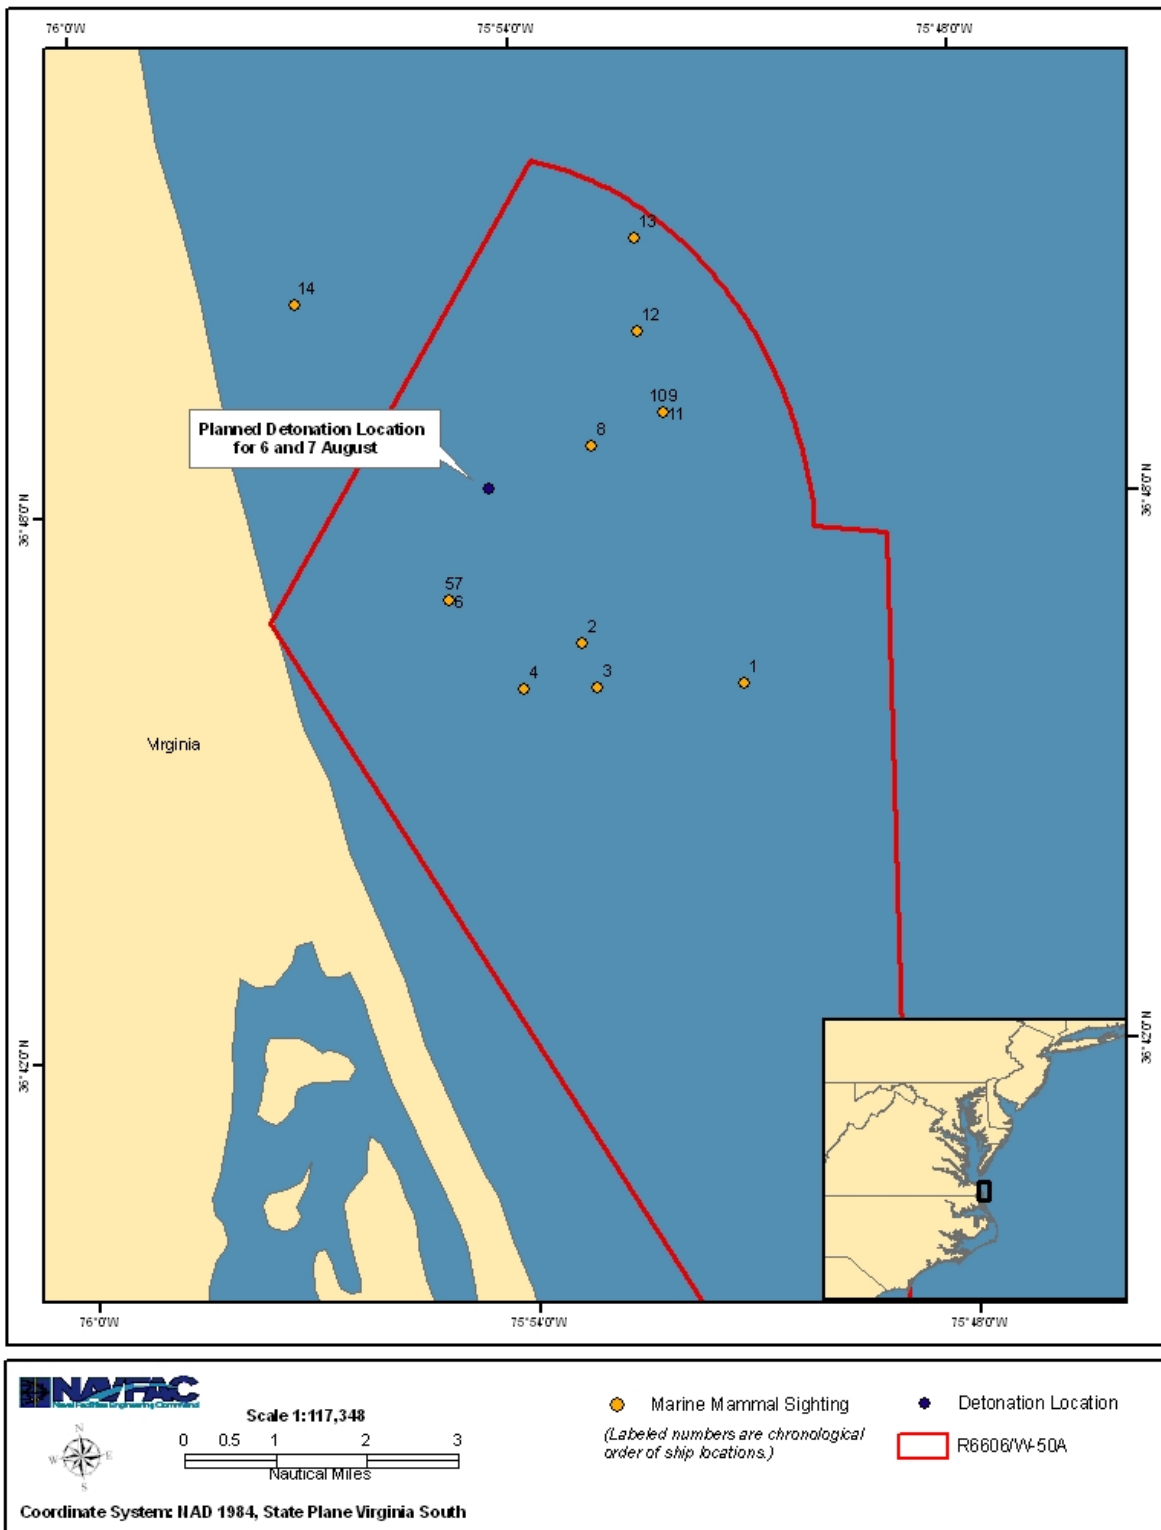 76°0'W
75°54'0"W
75°48'0"W
13
14
12
109
11
8
Planned Detonation Location
for 6 and 7 August
36°48'0"N
36°48'0"N
57
6
2
4
3
1
Virginia
36°42'0"N
36°42'0"N
76°0'W
75°54'0"W
75°48'0"W
NAVFAC
Naval Facilities Engineering Command
Scale 1:117,348
0 0.5 1 2 3
Nautical Miles
N
W E
S
Coordinate System: NAD 1984, State Plane Virginia South
Marine Mammal Sighting
(Labeled numbers are chronological
order of ship locations.)
Detonation Location
R6606/W-50A